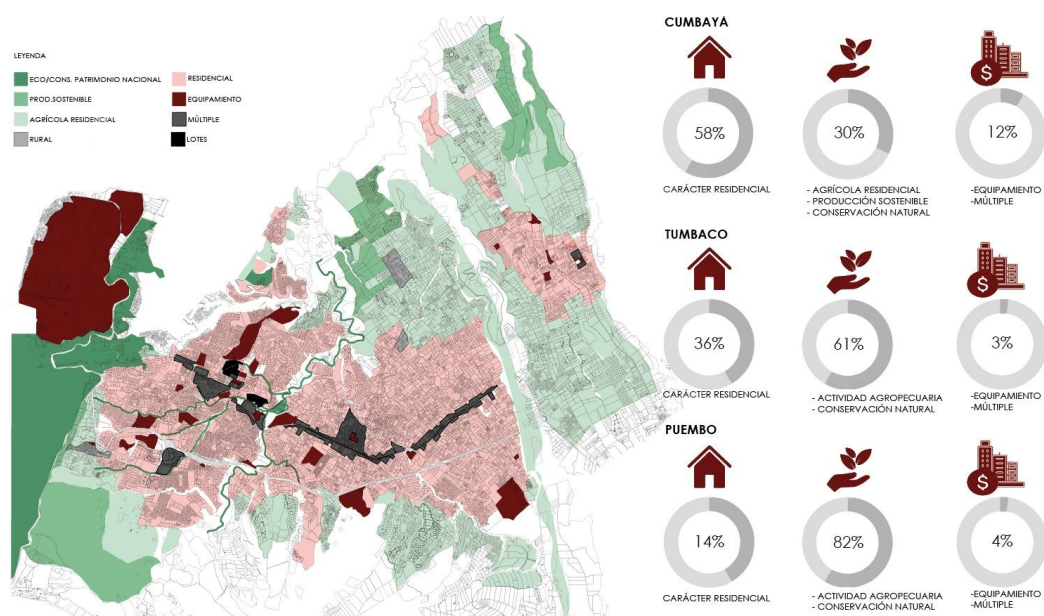 LEYENDA
ECO/CONS. PATRIMONIO NACIONAL
PROD.SOSTENIBLE
AGRÍCOLA RESIDENCIAL
RURAL
RESIDENCIAL
EQUIPAMIENTO
MÚLTIPLE
LOTES
CUMBAYÁ
58%
30%
12%
CARÁCTER RESIDENCIAL
- AGRÍCOLA RESIDENCIAL
- PRODUCCIÓN SOSTENIBLE
- CONSERVACIÓN NATURAL
-EQUIPAMIENTO
-MÚLTIPLE
TUMBACO
36%
61%
3%
CARÁCTER RESIDENCIAL
- ACTIVIDAD AGROPECUARIA
- CONSERVACIÓN NATURAL
-EQUIPAMIENTO
-MÚLTIPLE
PUEMBO
14%
82%
4%
CARÁCTER RESIDENCIAL
- ACTIVIDAD AGROPECUARIA
- CONSERVACIÓN NATURAL
-EQUIPAMIENTO
-MÚLTIPLE